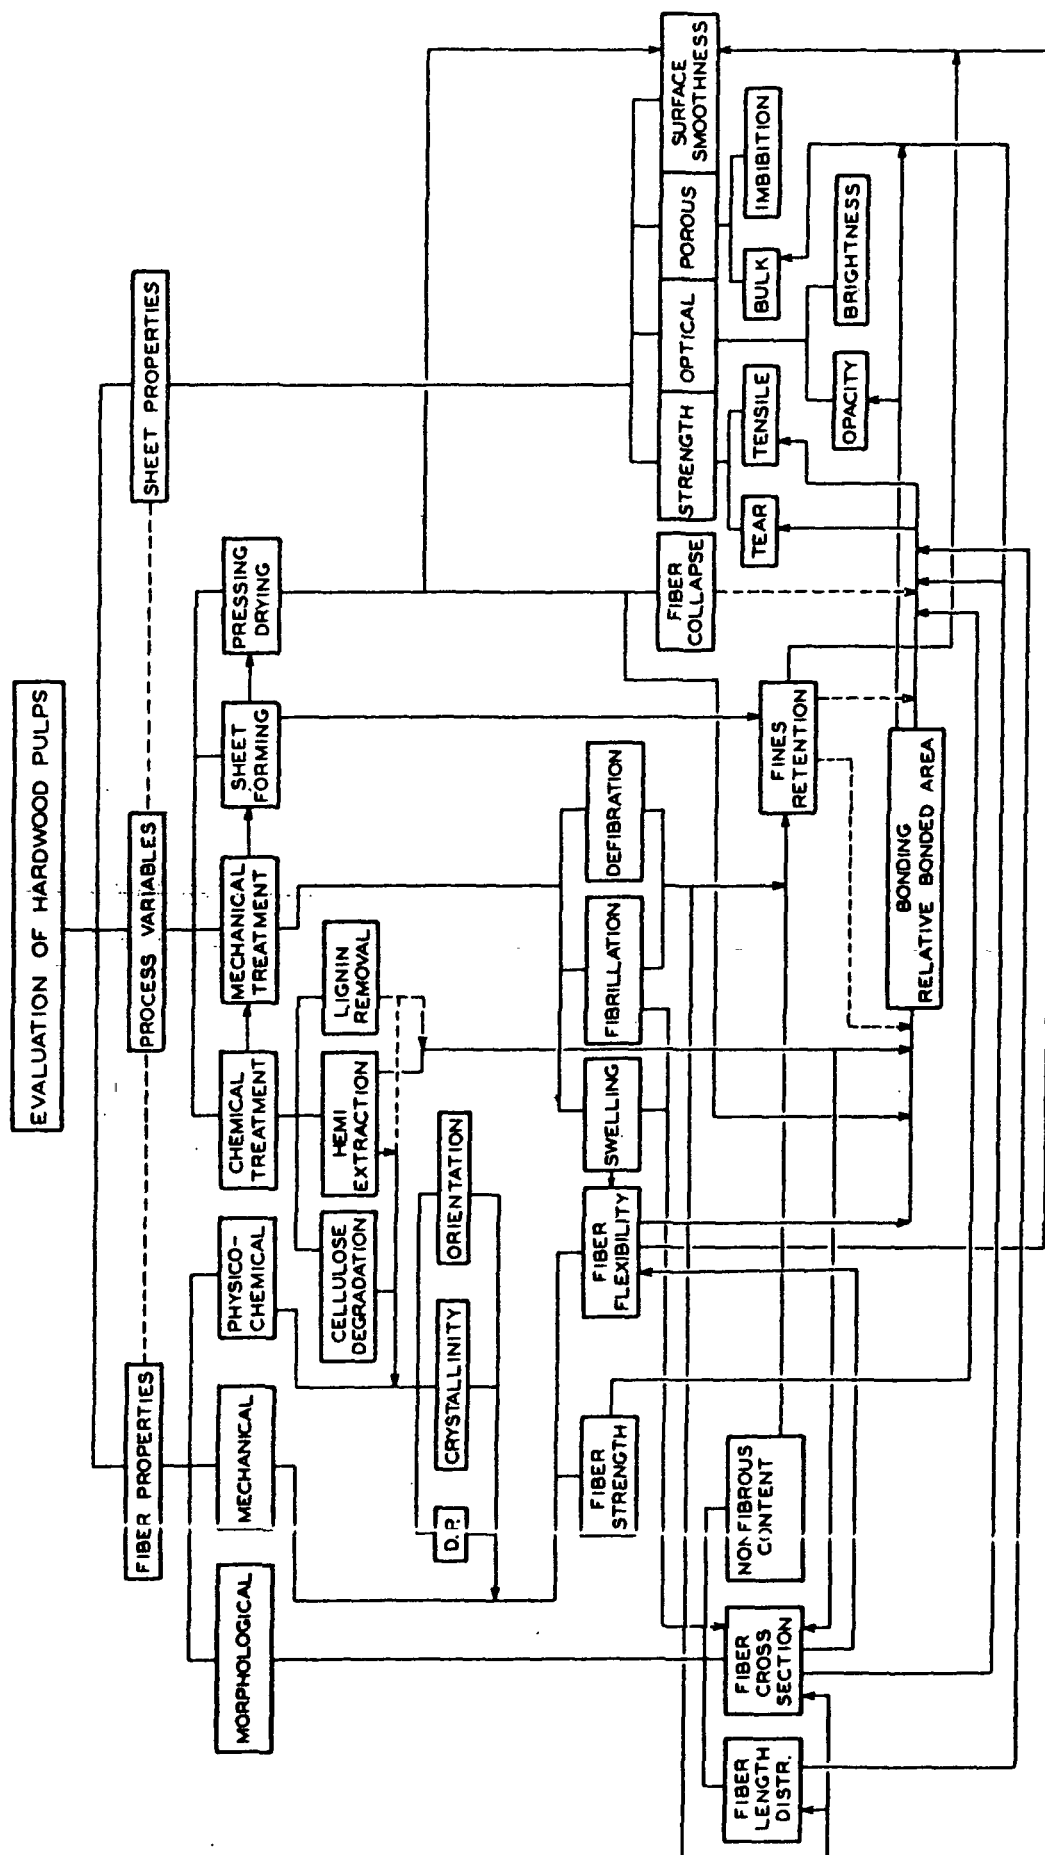 EVALUATION OF HARDWOOD PULPS
FIBER PROPERTIES
PROCESS VARIABLES
SHEET PROPERTIES
MORPHOLOGICAL
MECHANICAL
PHYSICO-
CHEMICAL
CHEMICAL
TREATMENT
MECHANICAL
TREATMENT
SHEET
FORMING
PRESSING
DRYING
CELLULOSE
DEGRADATION
HEMI
EXTRACTION
LIGNIN
REMOVAL
D.P.
CRYSTALLINITY
ORIENTATION
FIBER
STRENGTH
FIBER
FLEXIBILITY
SWELLING
FIBRILLATION
DEFIBRATION
FIBER
COLLAPSE
STRENGTH
OPTICAL
POROUS
SURFACE
SMOOTHNESS
FIBER
LENGTH
DISTR.
FIBER
CROSS
SECTION
NONFIBROUS
CONTENT
FINES
RETENTION
TEAR
TENSILE
BULK
IMBIBITION
OPACITY
BRIGHTNESS
BONDING
RELATIVE BONDED AREA